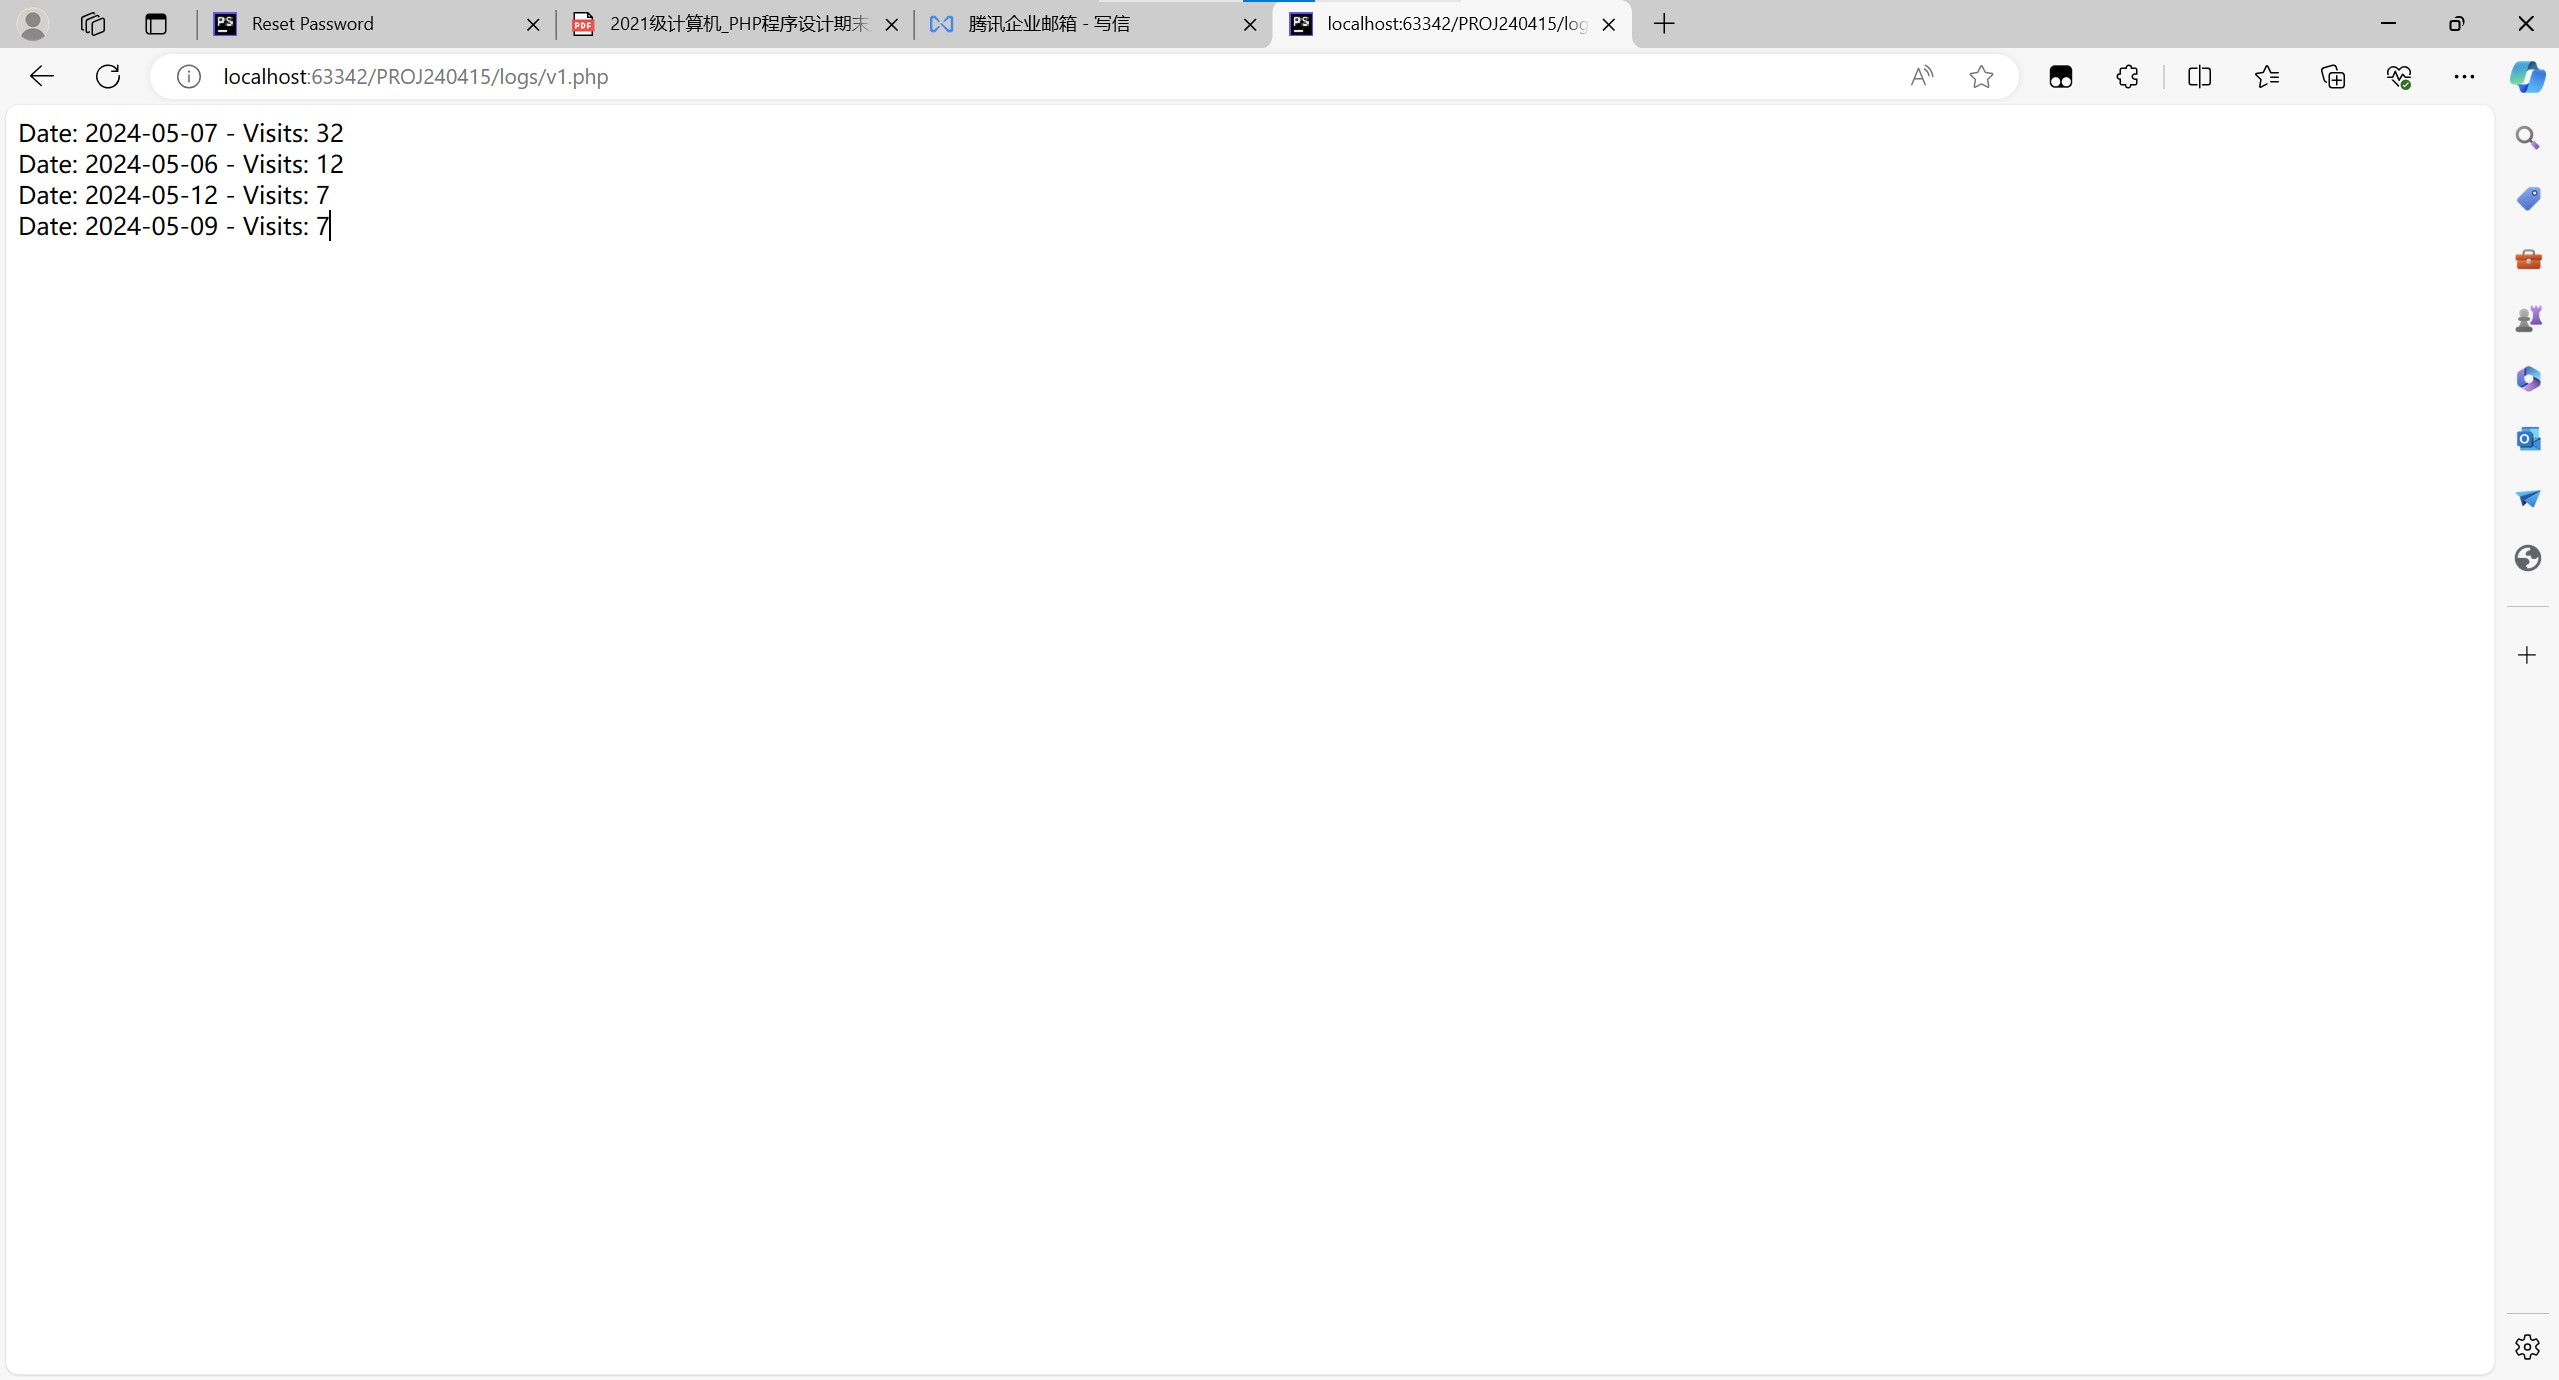 Reset Password
2021级计算机_PHP程序设计期末
腾讯企业邮箱 - 写信
localhost:63342/PROJ240415/log
localhost:63342/PROJ240415/logs/v1.php
Date: 2024-05-07 - Visits: 32
Date: 2024-05-06 - Visits: 12
Date: 2024-05-12 - Visits: 7
Date: 2024-05-09 - Visits: 7